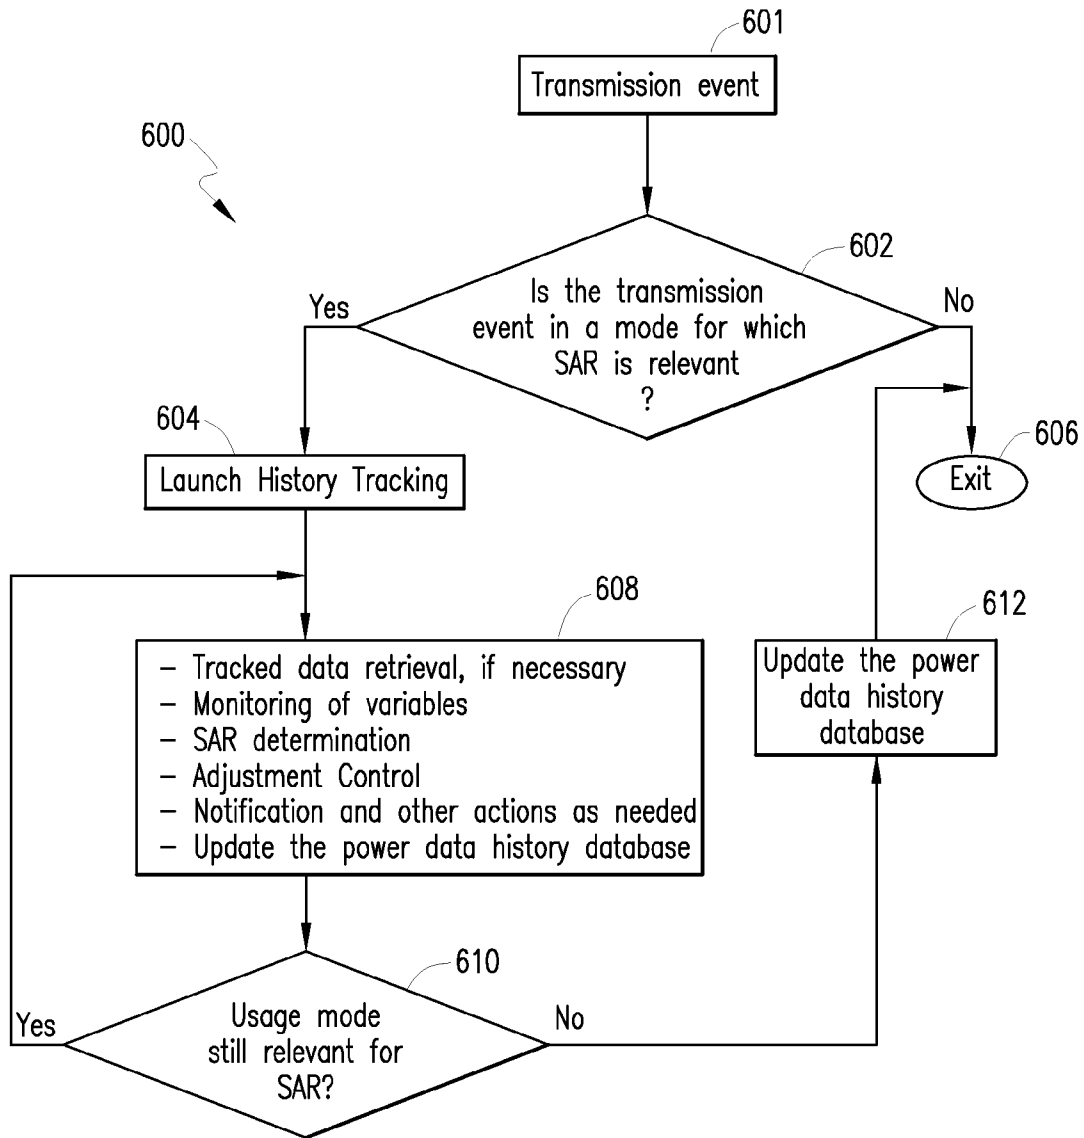 601
Transmission event
600
602
Is the transmission
event in a mode for which
SAR is relevant
?
Yes
No
604
Launch History Tracking
606
Exit
608
– Tracked data retrieval, if necessary
– Monitoring of variables
– SAR determination
– Adjustment Control
– Notification and other actions as needed
– Update the power data history database
612
Update the power
data history
database
610
Usage mode
still relevant for
SAR?
Yes
No